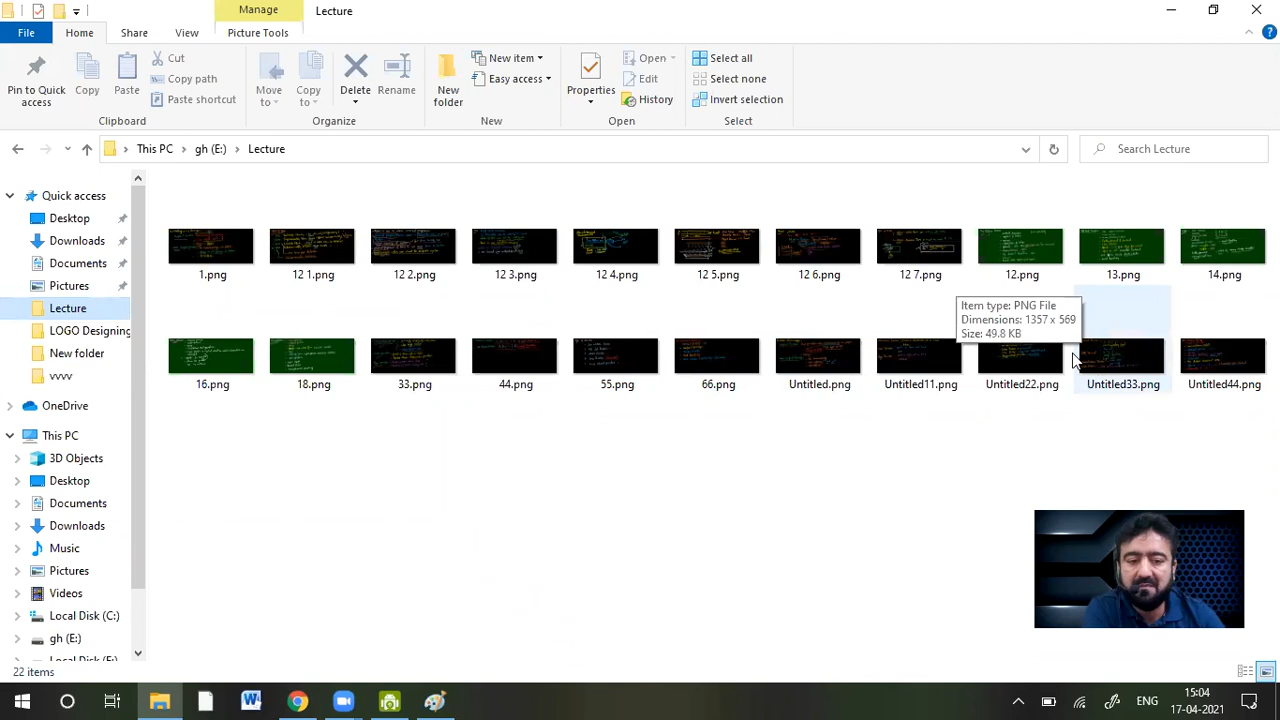 Manage
Lecture
File
Home
Share
View
Picture Tools
Pin to Quick
access
Copy
Paste
Cut
Copy path
Paste shortcut
Clipboard
Move
to
Copy
to
Delete
Rename
Organize
New
folder
New item
Easy access
New
Properties
Open
Edit
History
Open
Select all
Select none
Invert selection
Select
This PC
gh (E:)
Lecture
Search Lecture
Quick access
Desktop
Downloads
Documents
Pictures
Lecture
LOGO Designing
New folder
vvvv
OneDrive
This PC
3D Objects
Desktop
Documents
Downloads
Music
Pictures
Videos
Local Disk (C:)
gh (E:)
Local Disk (E:)
1.png
12 1.png
12 2.png
12 3.png
12 4.png
12 5.png
12 6.png
12 7.png
12.png
13.png
14.png
Item type: PNG File
Dimensions: 1357 x 569
Size: 49.8 KB
16.png
18.png
33.png
44.png
55.png
66.png
Untitled.png
Untitled11.png
Untitled22.png
Untitled33.png
Untitled44.png
22 items
ENG
15:04
17-04-2021